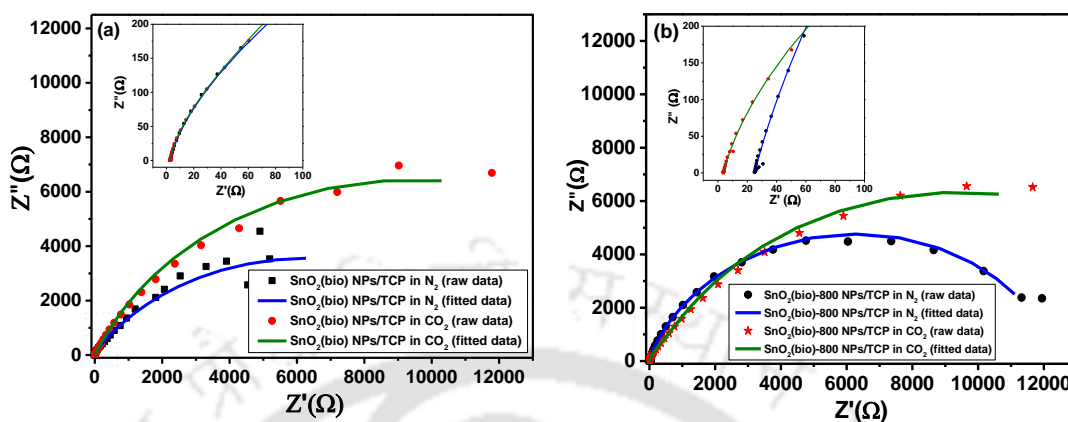 (a)
Z''(Ω)
12000
10000
8000
6000
4000
2000
0
0
2000
4000
6000
8000
10000
12000
Z'(Ω)
Z''(Ω)
200
150
100
50
0
0
20
40
60
80
100
Z'(Ω)
SnO₂(bio) NPs/TCP in N₂ (raw data)
SnO₂(bio) NPs/TCP in N₂ (fitted data)
SnO₂(bio) NPs/TCP in CO₂ (raw data)
SnO₂(bio) NPs/TCP in CO₂ (fitted data)
(b)
Z''(Ω)
12000
10000
8000
6000
4000
2000
0
0
2000
4000
6000
8000
10000
12000
Z'(Ω)
Z''(Ω)
200
150
100
50
0
0
20
40
60
80
100
Z'(Ω)
SnO₂(bio)-800 NPs/TCP in N₂ (raw data)
SnO₂(bio)-800 NPs/TCP in N₂ (fitted data)
SnO₂(bio)-800 NPs/TCP in CO₂ (raw data)
SnO₂(bio)-800 NPs/TCP in CO₂ (fitted data)